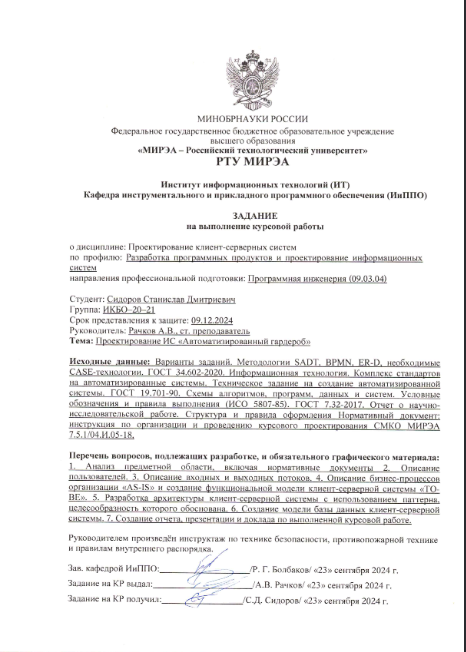 МИНОБРНАУКИ РОССИИ
Федеральное государственное бюджетное образовательное учреждение
высшего образования
«МИРЭА – Российский технологический университет»
РТУ МИРЭА
Институт информационных технологий (ИТ)
Кафедра инструментального и прикладного программного обеспечения (ИиППО)
ЗАДАНИЕ
на выполнение курсовой работы
о дисциплине: Проектирование клиент-серверных систем
по профилю: Разработка программных продуктов и проектирование информационных
систем
направления профессиональной подготовки: Программная инженерия (09.03.04)
Студент: Сидоров Станислав Дмитриевич
Группа: ИКБО–20–21
Срок представления к защите: 09.12.2024
Руководитель: Рачков А.В., ст. преподаватель
Тема: Проектирование ИС «Автоматизированный гардероб»
Исходные данные: Варианты заданий. Методологии SADT, BPMN, ER-D, необходимые
CASE-технологии, ГОСТ 34.602-2020. Информационная технология. Комплекс стандартов
на автоматизированные системы. Техническое задание на создание автоматизированной
системы. ГОСТ 19.701-90. Схемы алгоритмов, программ, данных и систем. Условные
обозначения и правила выполнения (ИСО 5807-85). ГОСТ 7.32-2017. Отчет о научно-
исследовательской работе. Структура и правила оформления Нормативный документ:
инструкция по организации и проведению курсового проектирования СМКО МИРЭА
7.5.1/04.И.05-18.
Перечень вопросов, подлежащих разработке, и обязательного графического материала:
1. Анализ предметной области, включая нормативные документы 2. Описание
пользователей. 3. Описание входных и выходных потоков. 4. Описание бизнес-процессов
организации «AS-IS» и создание функциональной модели клиент-серверной системы «TO-
BE». 5. Разработка архитектуры клиент-серверной системы с использованием паттерна,
целесообразность которого обоснована. 6. Создание модели базы данных клиент-серверной
системы. 7. Создание отчета, презентации и доклада по выполненной курсовой работе.
Руководителем произведён инструктаж по технике безопасности, противопожарной технике
и правилам внутреннего распорядка.
Зав. кафедрой ИиППО: /Р. Г. Болбаков/ «23» сентября 2024 г.
Задание на КР выдал: /А.В. Рачков/ «23» сентября 2024 г.
Задание на КР получил: /С.Д. Сидоров/ «23» сентября 2024 г.